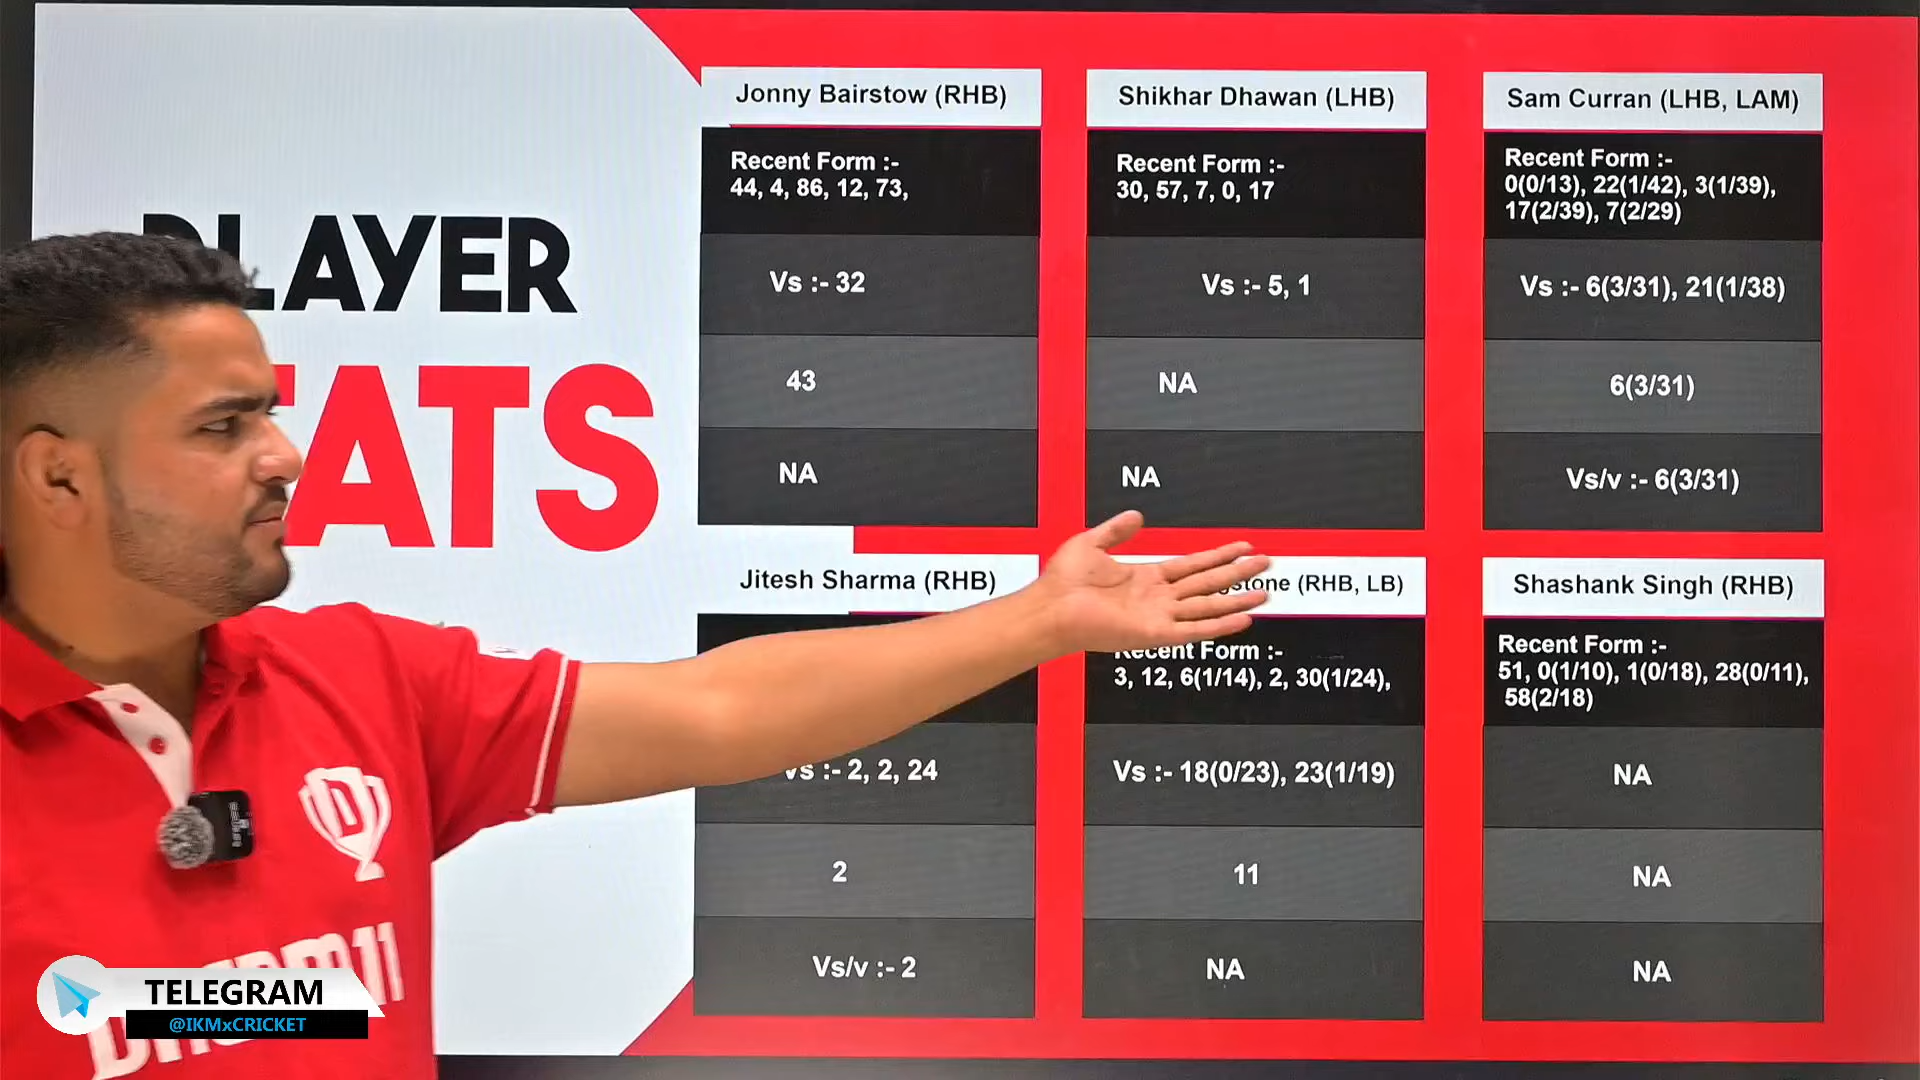 PLAYER
STATS
Jonny Bairstow (RHB)
Recent Form :-
44, 4, 86, 12, 73,
Vs :- 32
43
NA
Shikhar Dhawan (LHB)
Recent Form :-
30, 57, 7, 0, 17
Vs :- 5, 1
NA
NA
Sam Curran (LHB, LAM)
Recent Form :-
0(0/13), 22(1/42), 3(1/39),
17(2/39), 7(2/29)
Vs :- 6(3/31), 21(1/38)
6(3/31)
Vs/v :- 6(3/31)
Jitesh Sharma (RHB)
Vs :- 2, 2, 24
2
Vs/v :- 2
(RHB, LB)
Recent Form :-
3, 12, 6(1/14), 2, 30(1/24),
Vs :- 18(0/23), 23(1/19)
11
NA
Shashank Singh (RHB)
Recent Form :-
51, 0(1/10), 1(0/18), 28(0/11),
58(2/18)
NA
NA
NA
D
TELEGRAM
@IKMxCRICKET